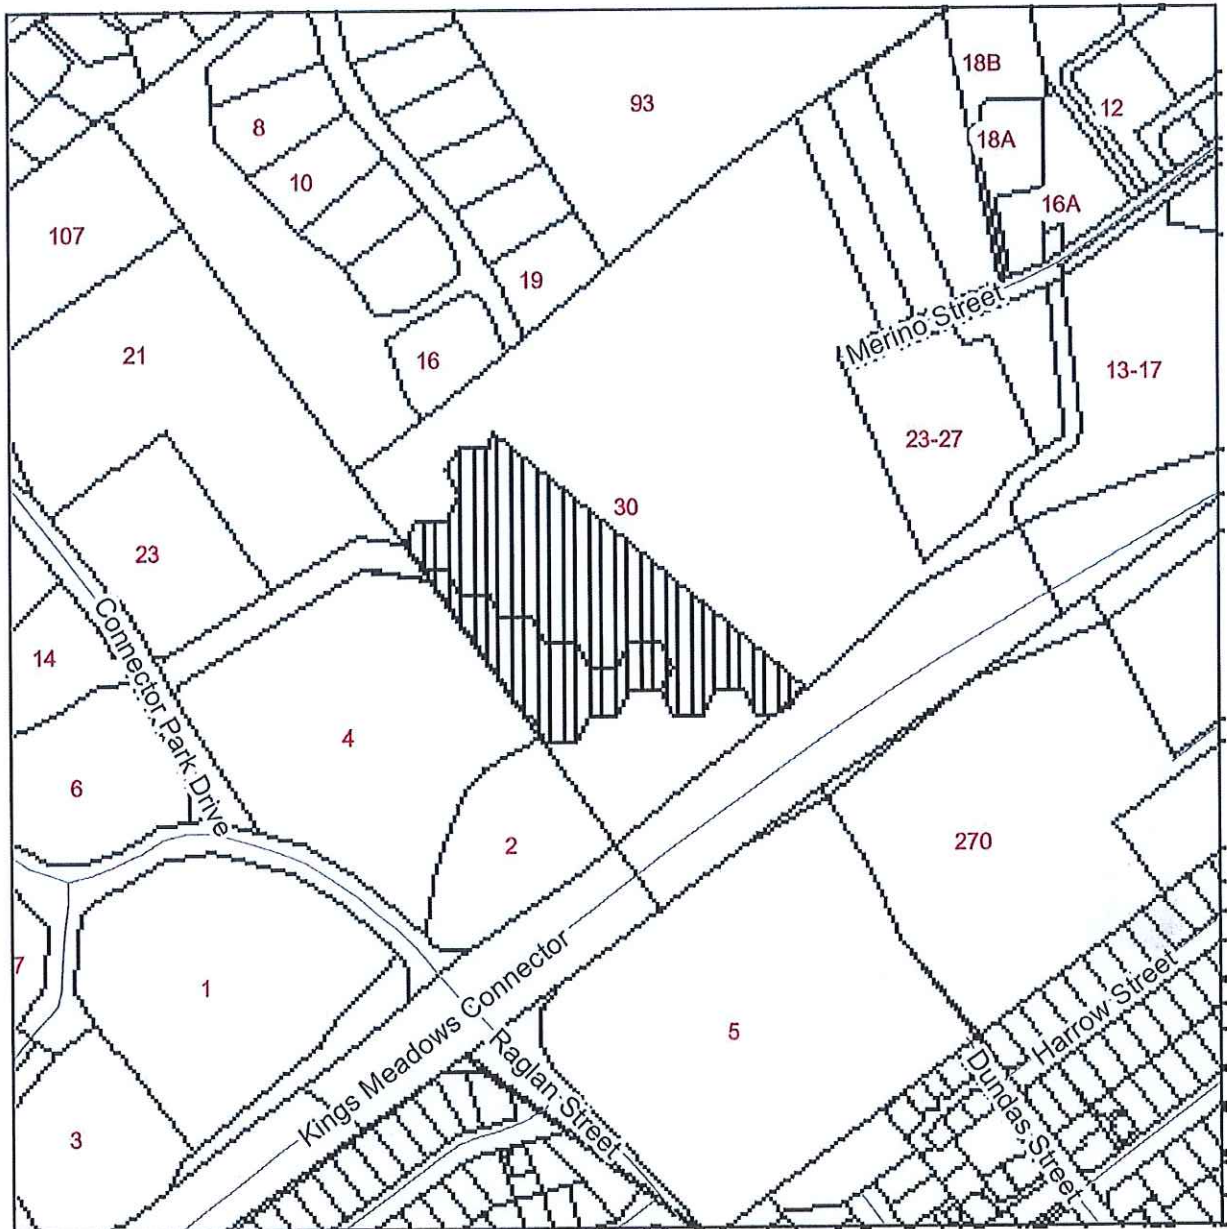 18B
93
12
8
18A
10
16A
107
19
Merino Street
21
16
13-17
23-27
30
23
Connector Park Drive
14
4
6
2
270
7
1
Kings Meadows Connector
Harrow Street
5
Raglan Street
Dundas Street
3